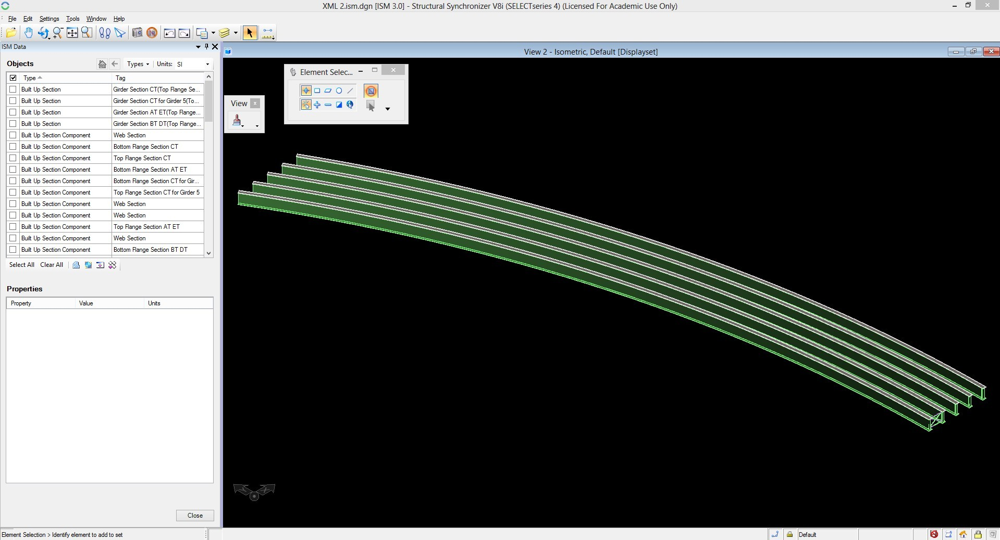 XML 2.ism.dgn [ISM 3.0] - Structural Synchronizer V8i (SELECTseries 4) (Licensed For Academic Use Only)
File Edit Settings Tools Window Help
ISM Data
View 2 - Isometric, Default [Displayset]
Objects Types Units: SI
Type Tag
Built Up Section Girder Section CT(Top Flange Se...
Built Up Section Girder Section CT for Girder 5(To...
Built Up Section Girder Section AT ET(Top Flange...
Built Up Section Girder Section BT DT(Top Flange...
Built Up Section Component Web Section
Built Up Section Component Bottom Flange Section CT
Built Up Section Component Top Flange Section CT
Built Up Section Component Bottom Flange Section AT ET
Built Up Section Component Bottom Flange Section CT for Gir...
Built Up Section Component Top Flange Section CT for Girder 5
Built Up Section Component Web Section
Built Up Section Component Web Section
Built Up Section Component Top Flange Section AT ET
Built Up Section Component Web Section
Built Up Section Component Bottom Flange Section BT DT
Select All Clear All
Properties
Property Value Units
Close
Element Selec...
View
Element Selection > Identify element to add to set
Default